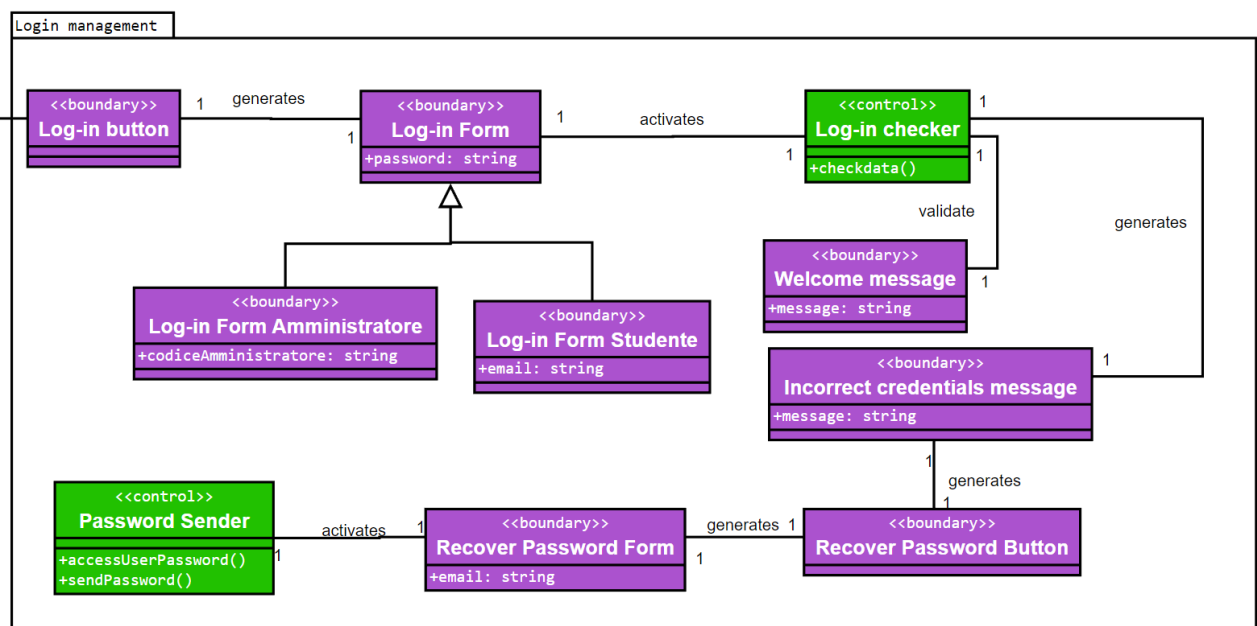 Login management
<<boundary>>
Log-in button
1
generates
1
<<boundary>>
Log-in Form
+password: string
1
activates
1
<<control>>
Log-in checker
+checkdata()
1
1
validate
generates
<<boundary>>
Welcome message
+message: string
1
<<boundary>>
Log-in Form Amministratore
+codiceAmministratore: string
<<boundary>>
Log-in Form Studente
+email: string
<<boundary>>
Incorrect credentials message
+message: string
1
1
generates
1
<<control>>
Password Sender
+accessUserPassword()
+sendPassword()
1
activates
1
<<boundary>>
Recover Password Form
+email: string
generates
1
1
<<boundary>>
Recover Password Button